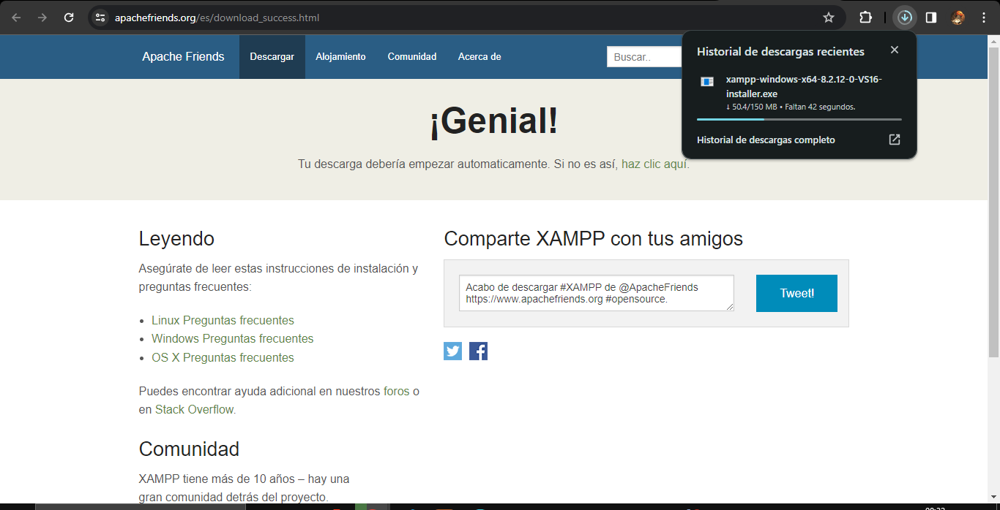 apachefriends.org/es/download_success.html
Apache Friends
Descargar
Alojamiento
Comunidad
Acerca de
Buscar..
Historial de descargas recientes
xampp-windows-x64-8.2.12-0-VS16-
installer.exe
↓ 50.4/150 MB • Faltan 42 segundos.
Historial de descargas completo
¡Genial!
Tu descarga debería empezar automaticamente. Si no es así, haz clic aquí.
Leyendo
Asegúrate de leer estas instrucciones de instalación y
preguntas frecuentes:
• Linux Preguntas frecuentes
• Windows Preguntas frecuentes
• OS X Preguntas frecuentes
Puedes encontrar ayuda adicional en nuestros foros o
en Stack Overflow.
Comunidad
XAMPP tiene más de 10 años – hay una
gran comunidad detrás del proyecto.
Comparte XAMPP con tus amigos
Acabo de descargar #XAMPP de @ApacheFriends
https://www.apachefriends.org #opensource.
Tweet!